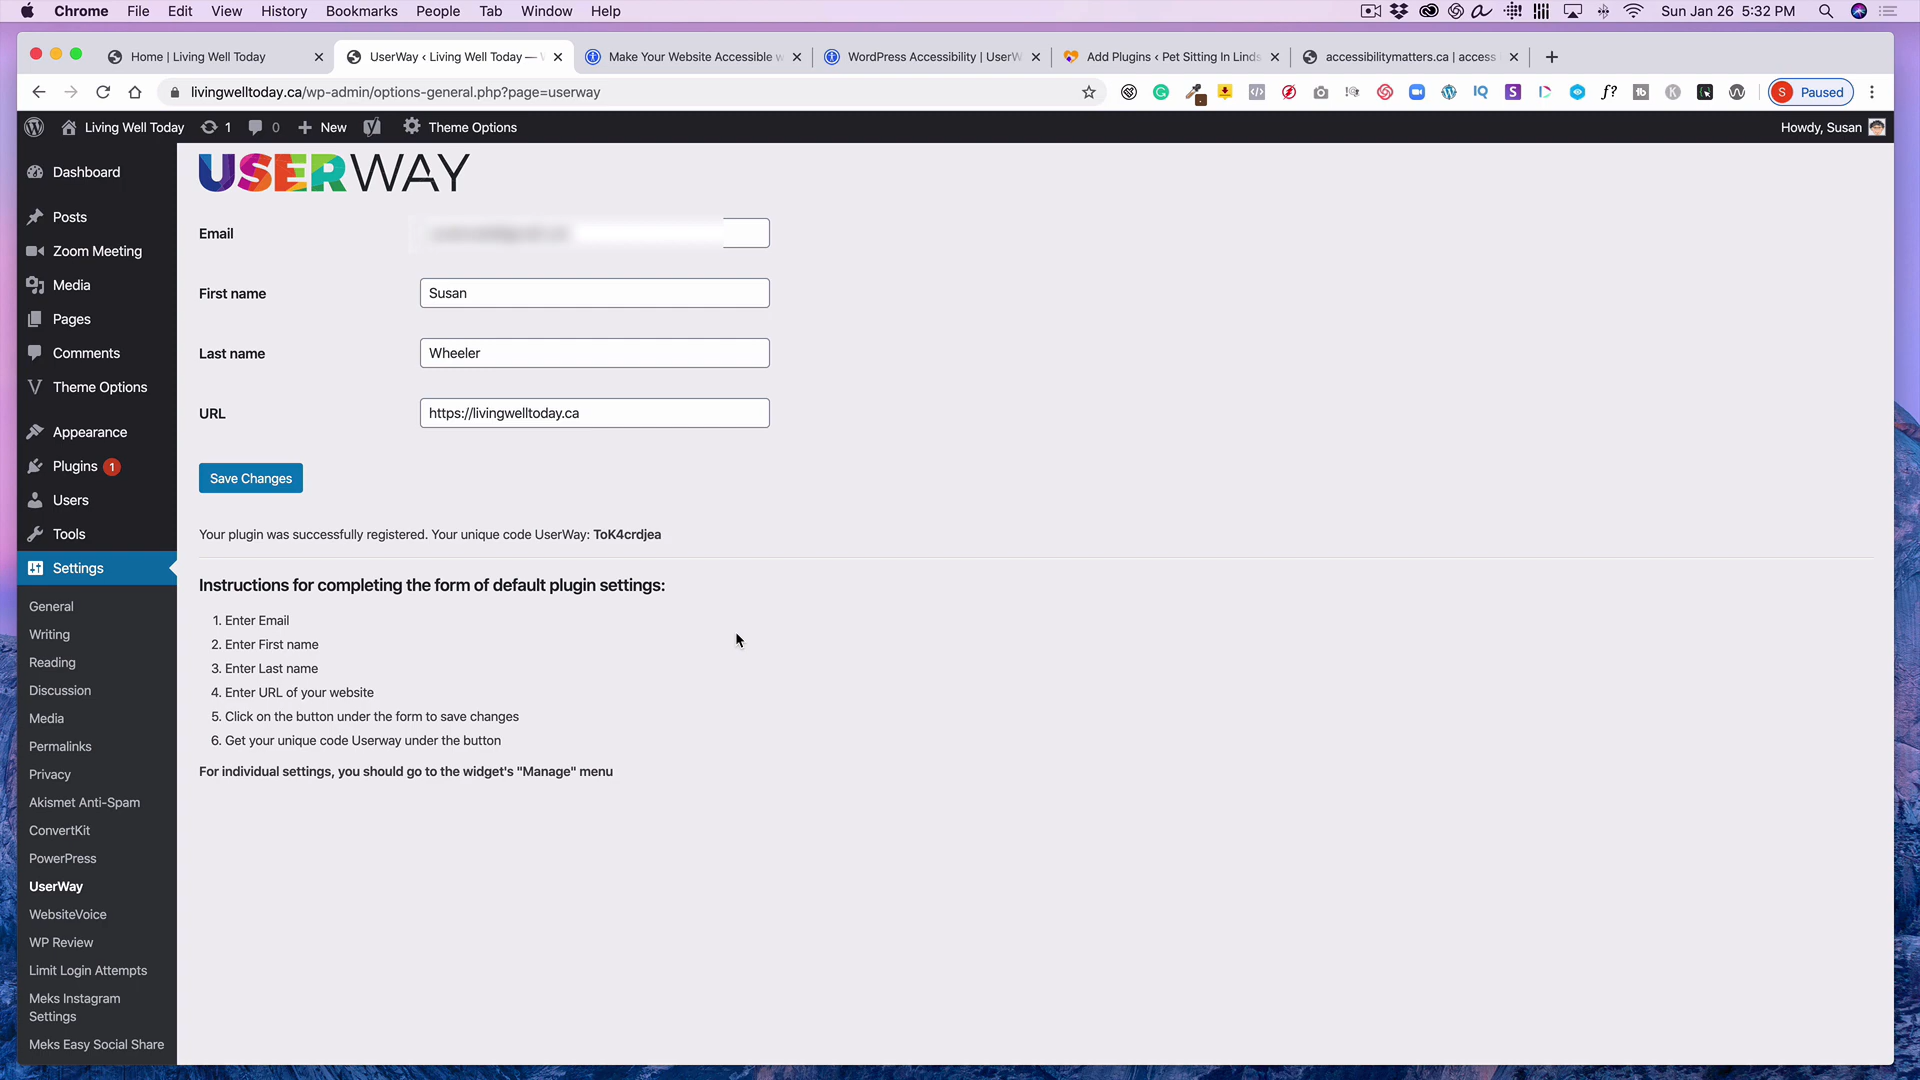 Chrome File Edit View History Bookmarks People Tab Window Help
Sun Jan 26 5:32 PM
Home | Living Well Today
UserWay ‹ Living Well Today —
Make Your Website Accessible
WordPress Accessibility | UserW
Add Plugins ‹ Pet Sitting In Linds
accessibilitymatters.ca | access
livingwelltoday.ca/wp-admin/options-general.php?page=userway
S Paused
Living Well Today 1 0 + New Theme Options
Howdy, Susan
Dashboard
Posts
Zoom Meeting
Media
Pages
Comments
Theme Options
Appearance
Plugins 1
Users
Tools
Settings
General
Writing
Reading
Discussion
Media
Permalinks
Privacy
Akismet Anti-Spam
ConvertKit
PowerPress
UserWay
WebsiteVoice
WP Review
Limit Login Attempts
Meks Instagram
Settings
Meks Easy Social Share
USERWAY
Email
First name Susan
Last name Wheeler
URL https://livingwelltoday.ca
Save Changes
Your plugin was successfully registered. Your unique code UserWay: ToK4crdjea
Instructions for completing the form of default plugin settings:
1. Enter Email
2. Enter First name
3. Enter Last name
4. Enter URL of your website
5. Click on the button under the form to save changes
6. Get your unique code Userway under the button
For individual settings, you should go to the widget's "Manage" menu